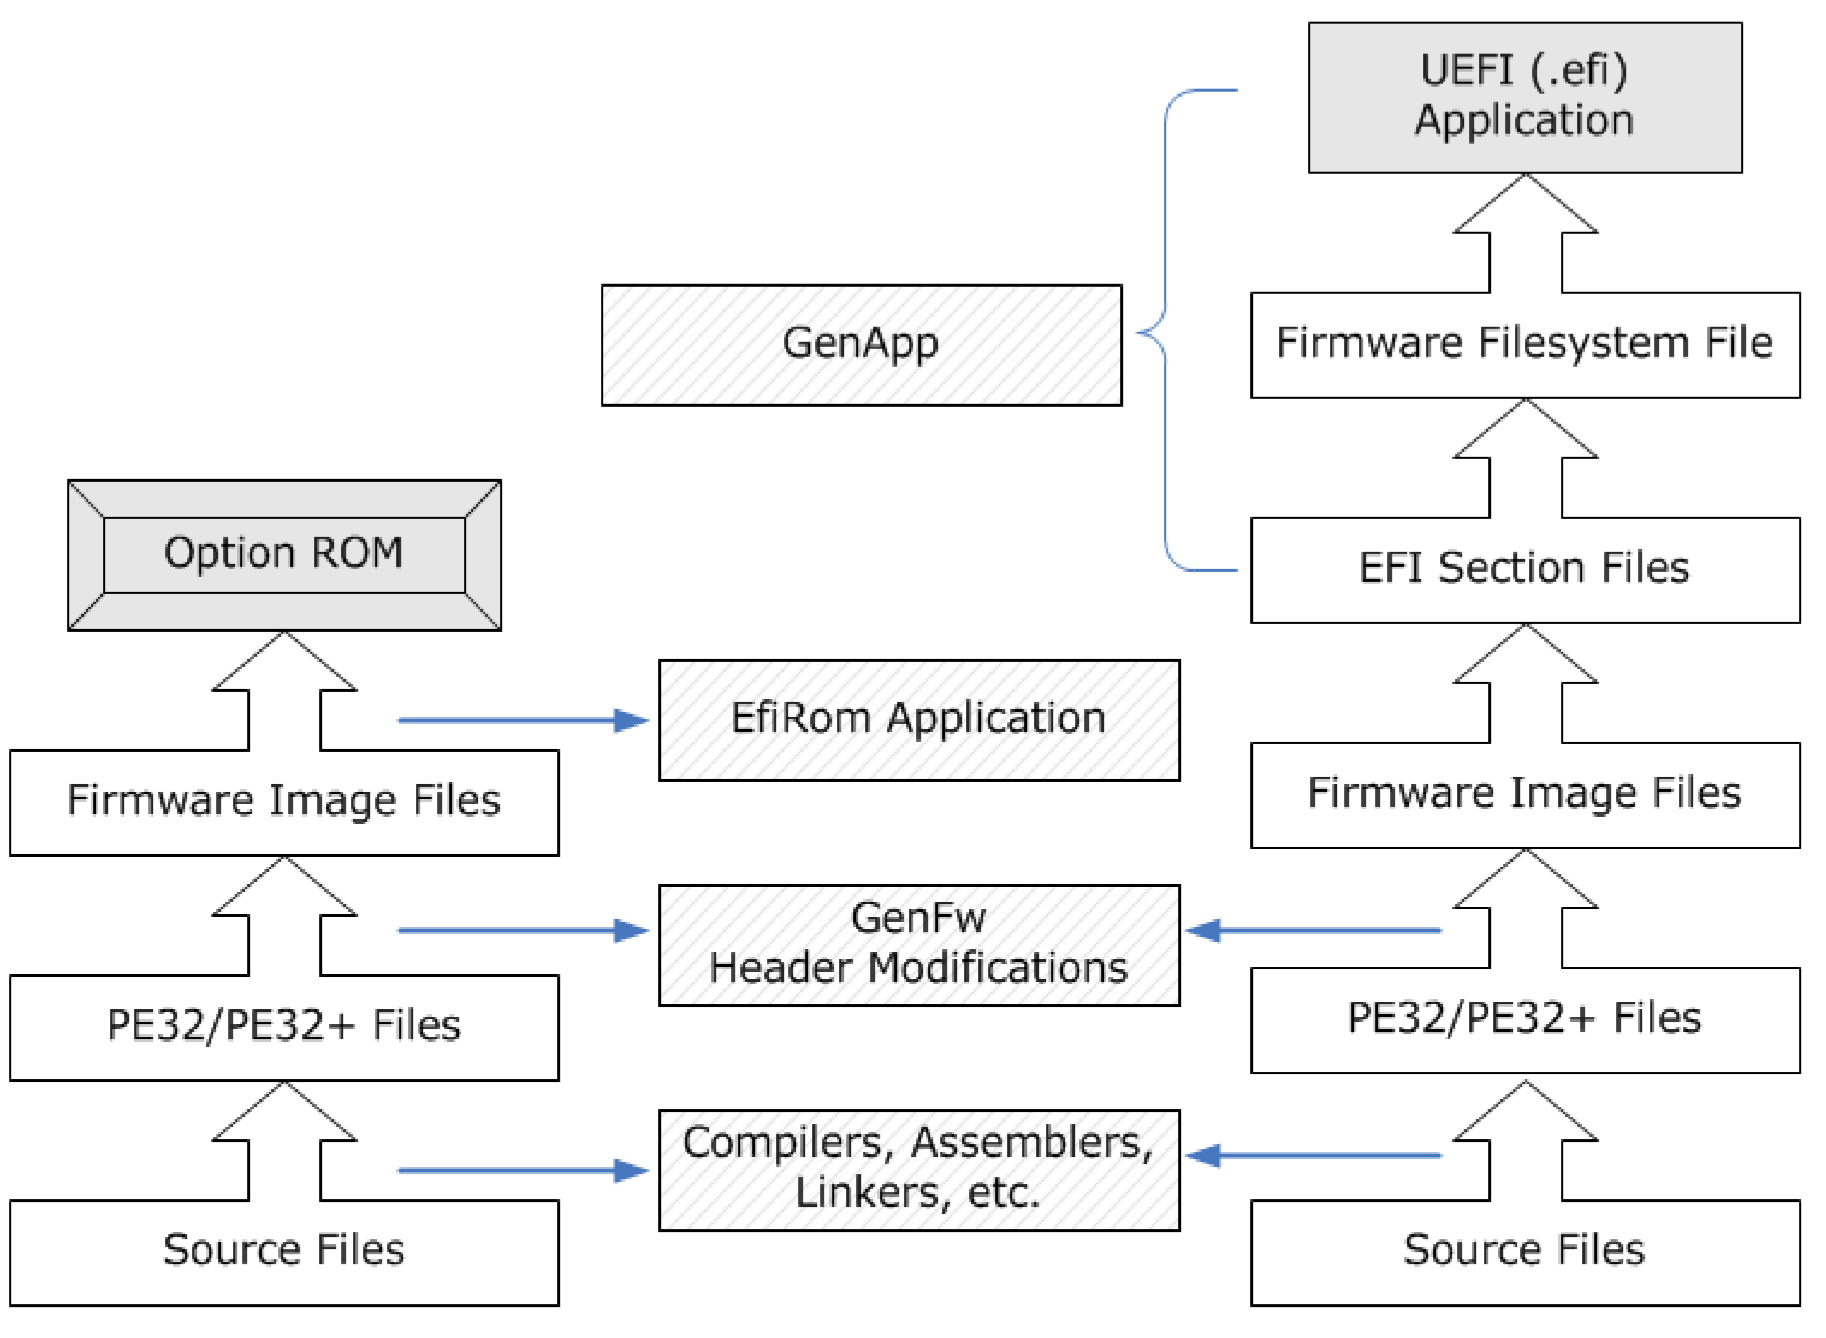 UEFI (.efi)
Application
GenApp
Firmware Filesystem File
Option ROM
EFI Section Files
EfiRom Application
Firmware Image Files
Firmware Image Files
GenFw
Header Modifications
PE32/PE32+ Files
PE32/PE32+ Files
Compilers, Assemblers,
Linkers, etc.
Source Files
Source Files